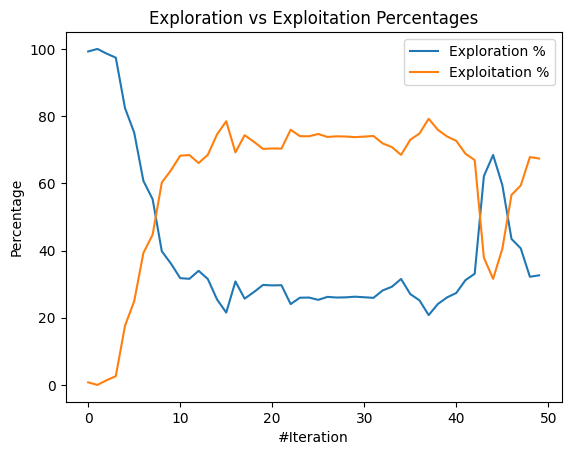 Exploration vs Exploitation Percentages
Exploration %
Exploitation %
100
80
60
40
20
0
Percentage
0 10 20 30 40 50
#Iteration